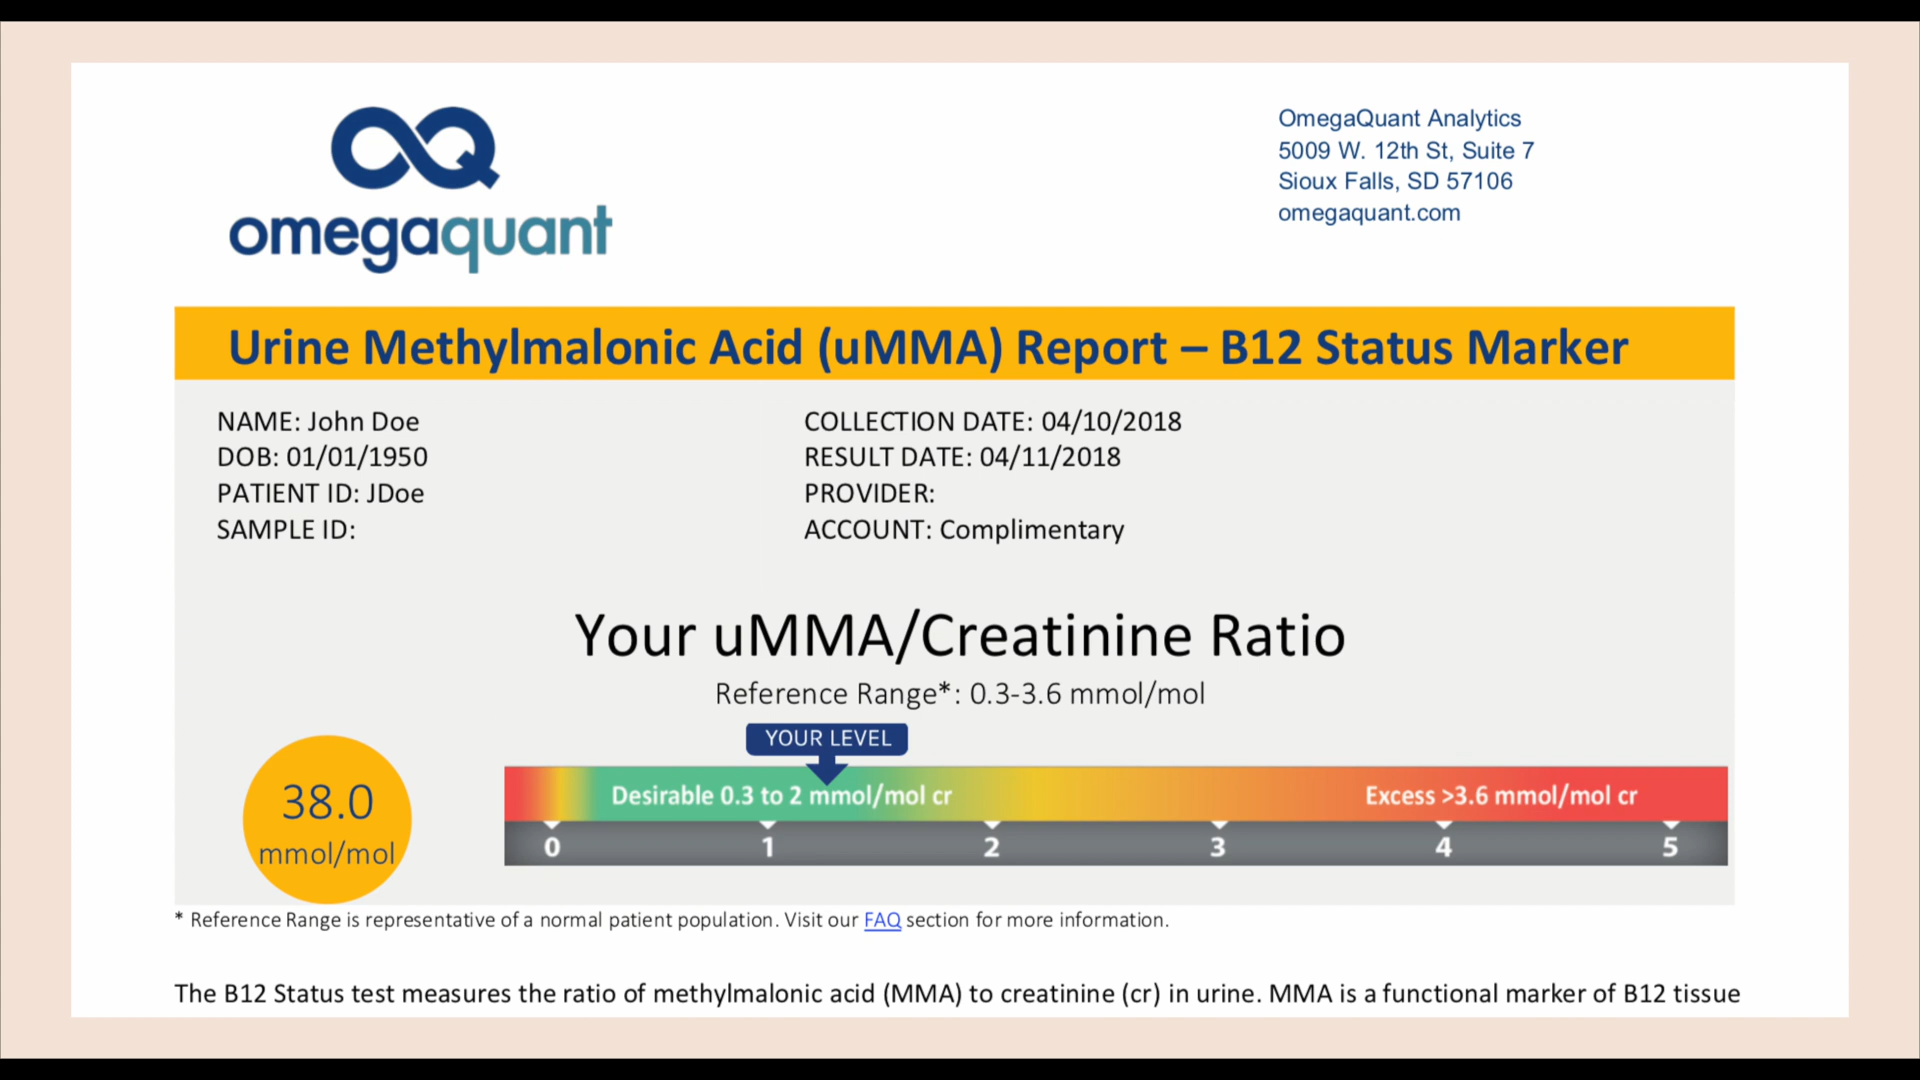 omegaquant
OmegaQuant Analytics
5009 W. 12th St, Suite 7
Sioux Falls, SD 57106
omegaquant.com
Urine Methylmalonic Acid (uMMA) Report – B12 Status Marker
NAME: John Doe
DOB: 01/01/1950
PATIENT ID: JDoe
SAMPLE ID:
COLLECTION DATE: 04/10/2018
RESULT DATE: 04/11/2018
PROVIDER:
ACCOUNT: Complimentary
Your uMMA/Creatinine Ratio
Reference Range*: 0.3-3.6 mmol/mol
YOUR LEVEL
38.0
mmol/mol
Desirable 0.3 to 2 mmol/mol cr
Excess >3.6 mmol/mol cr
0 1 2 3 4 5
* Reference Range is representative of a normal patient population. Visit our FAQ section for more information.
The B12 Status test measures the ratio of methylmalonic acid (MMA) to creatinine (cr) in urine. MMA is a functional marker of B12 tissue